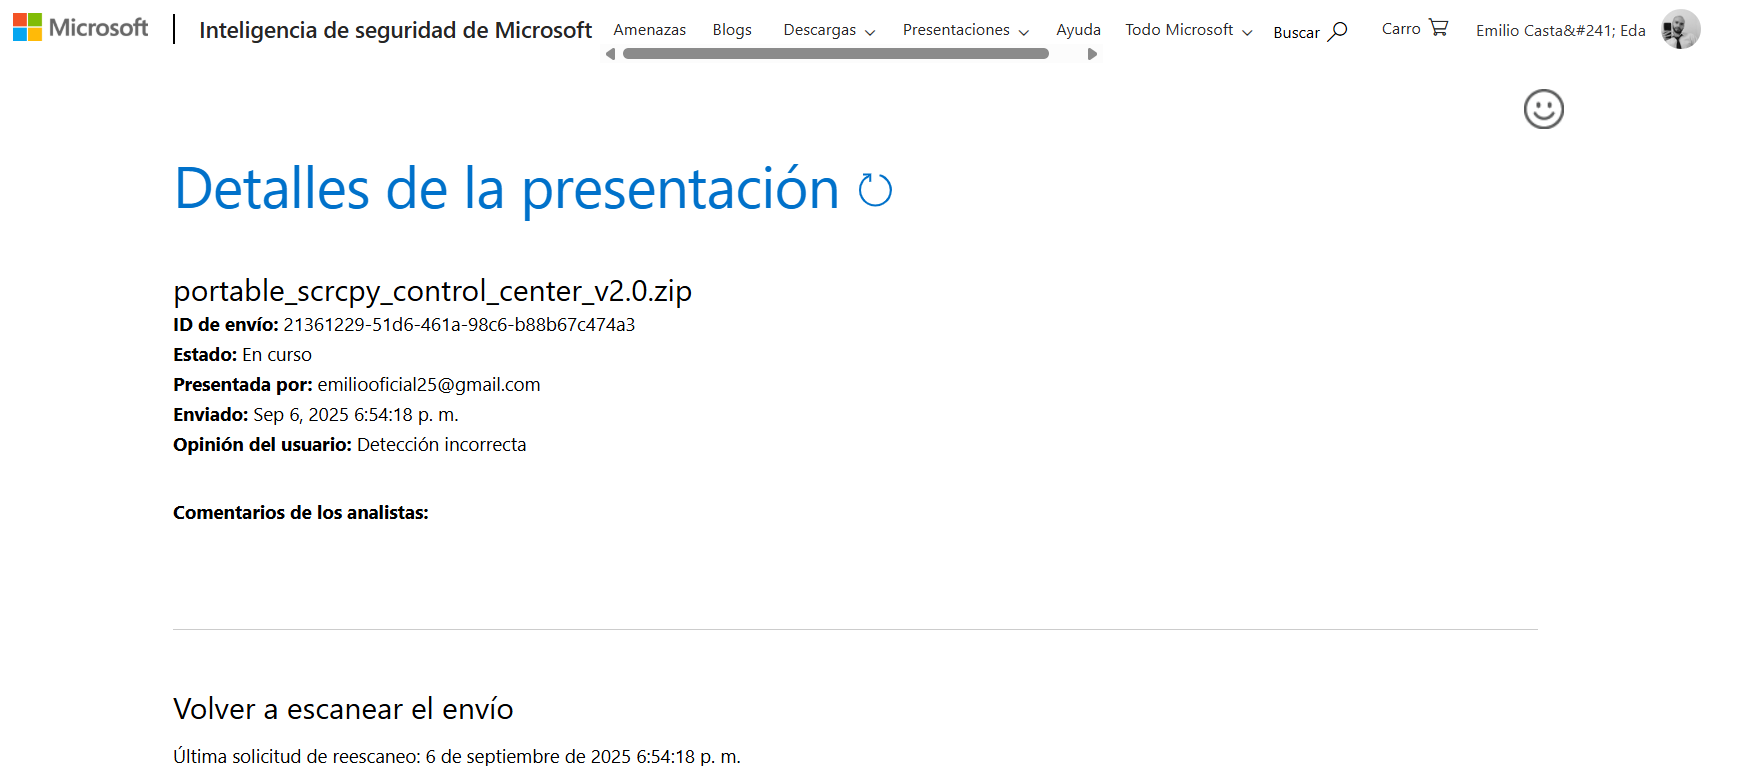 Microsoft
Inteligencia de seguridad de Microsoft
Amenazas
Blogs
Descargas
Presentaciones
Ayuda
Todo Microsoft
Buscar
Carro
Emilio Casta&#241; Eda
Detalles de la presentación
portable_scrcpy_control_center_v2.0.zip
ID de envío: 21361229-51d6-461a-98c6-b88b67c474a3
Estado: En curso
Presentada por: emiliooficial25@gmail.com
Enviado: Sep 6, 2025 6:54:18 p. m.
Opinión del usuario: Detección incorrecta
Comentarios de los analistas:
Volver a escanear el envío
Última solicitud de reescaneo: 6 de septiembre de 2025 6:54:18 p. m.